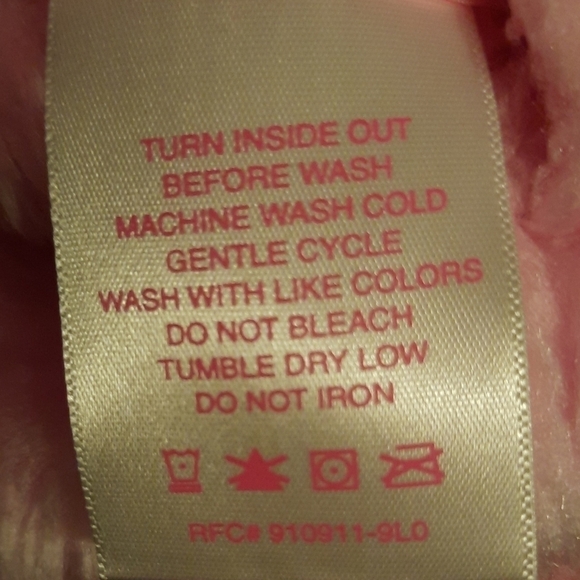 TURN INSIDE OUT
BEFORE WASH
MACHINE WASH COLD
GENTLE CYCLE
WASH WITH LIKE COLORS
DO NOT BLEACH
TUMBLE DRY LOW
DO NOT IRON
RFC# 910911-9L0